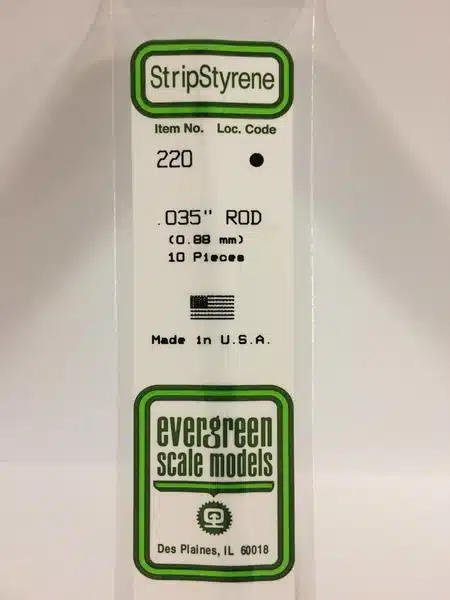 StripStyrene
Item No. Loc. Code
220
.035" ROD
(0.88 mm)
10 Pieces
Made in U.S.A.
evergreen
scale models
Des Plaines, IL 60018